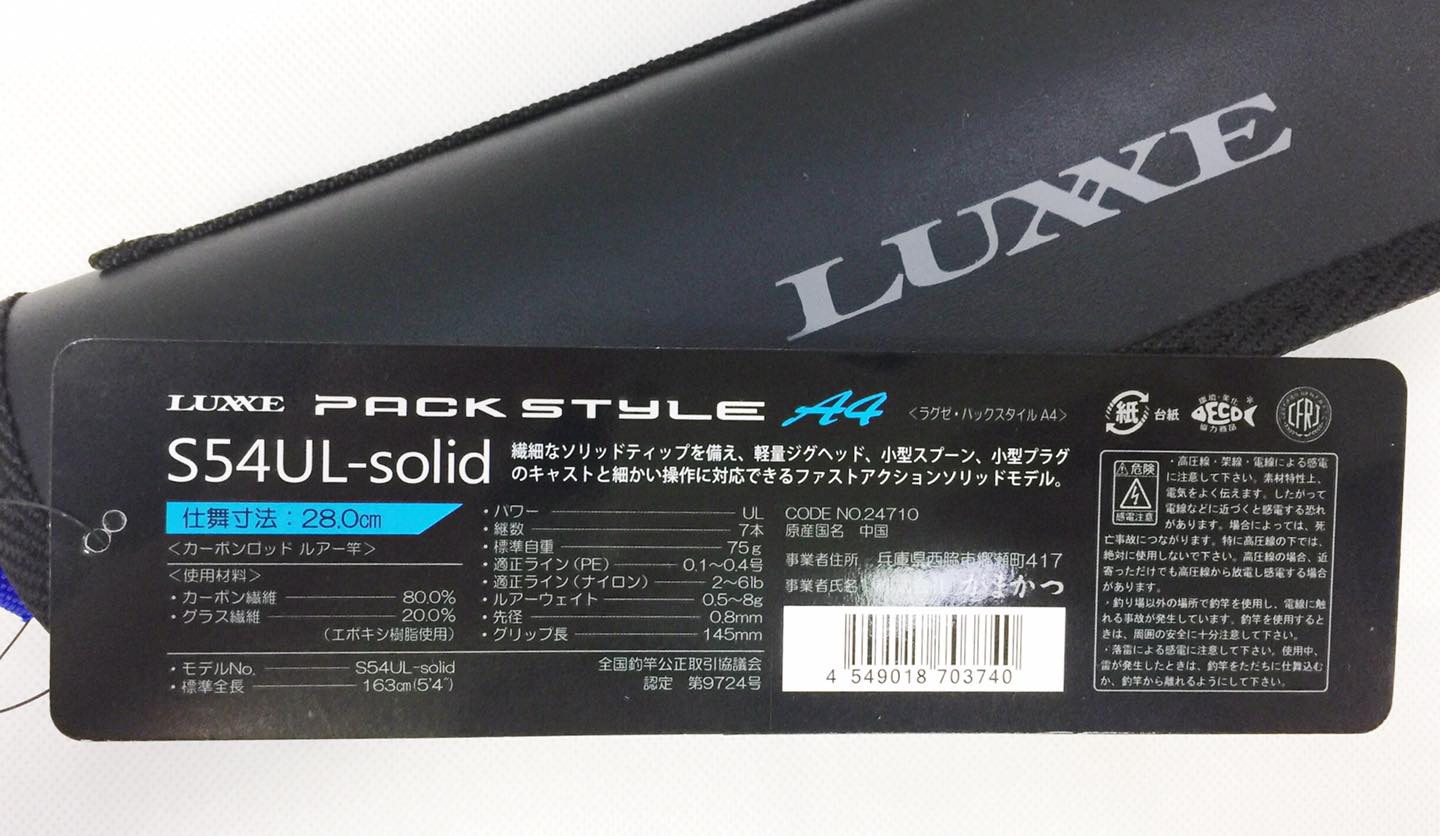 LUXXE
LUXXE PACK STYLE A4 <ラグゼ・パックスタイル A4>
S54UL-solid
繊細なソリッドティップを備え、軽量ジグヘッド、小型スプーン、小型プラグ
のキャストと細かい操作に対応できるファストアクションソリッドモデル。
仕舞寸法：28.0cm
<カーボンロッド ルアー竿>
<使用材料>
・カーボン繊維 80.0%
・グラス繊維 20.0%
(エポキシ樹脂使用)
・モデルNo. S54UL-solid
・標準全長 163cm(5'4")
・パワー UL
・継数 7本
・標準自重 75g
・適正ライン(PE) 0.1〜0.4号
・適正ライン(ナイロン) 2〜6lb
・ルアーウェイト 0.5〜8g
・先径 0.8mm
・グリップ長 145mm
全国釣竿公正取引協議会
認定 第9724号
CODE NO.24710
原産国名 中国
事業者住所 兵庫県西脇市郷瀬町417
事業者氏名 がまかつ
4 549018 703740
紙 台紙
環境・美化
ECO
協力商品
CFRJ
危険
感電注意
・高圧線・架線・電線による感電
に注意して下さい。素材特性上、
電気をよく伝えます。したがって
電線などに近づくと感電する恐れ
があります。場合によっては、死
亡事故につながります。特に高圧線の下では、
絶対に使用しないで下さい。高圧線の場合、近
寄っただけでも高圧線から放電し感電する場合
があります。
・釣り場以外の場所で釣竿を使用し、電線に触
れる事故が発生しています。釣竿を使用すると
きは、周囲の安全に十分注意して下さい。
・落雷による感電に注意して下さい。使用中、
雷が発生したときは、釣竿をただちに仕舞込む
か、釣竿から離れるようにして下さい。